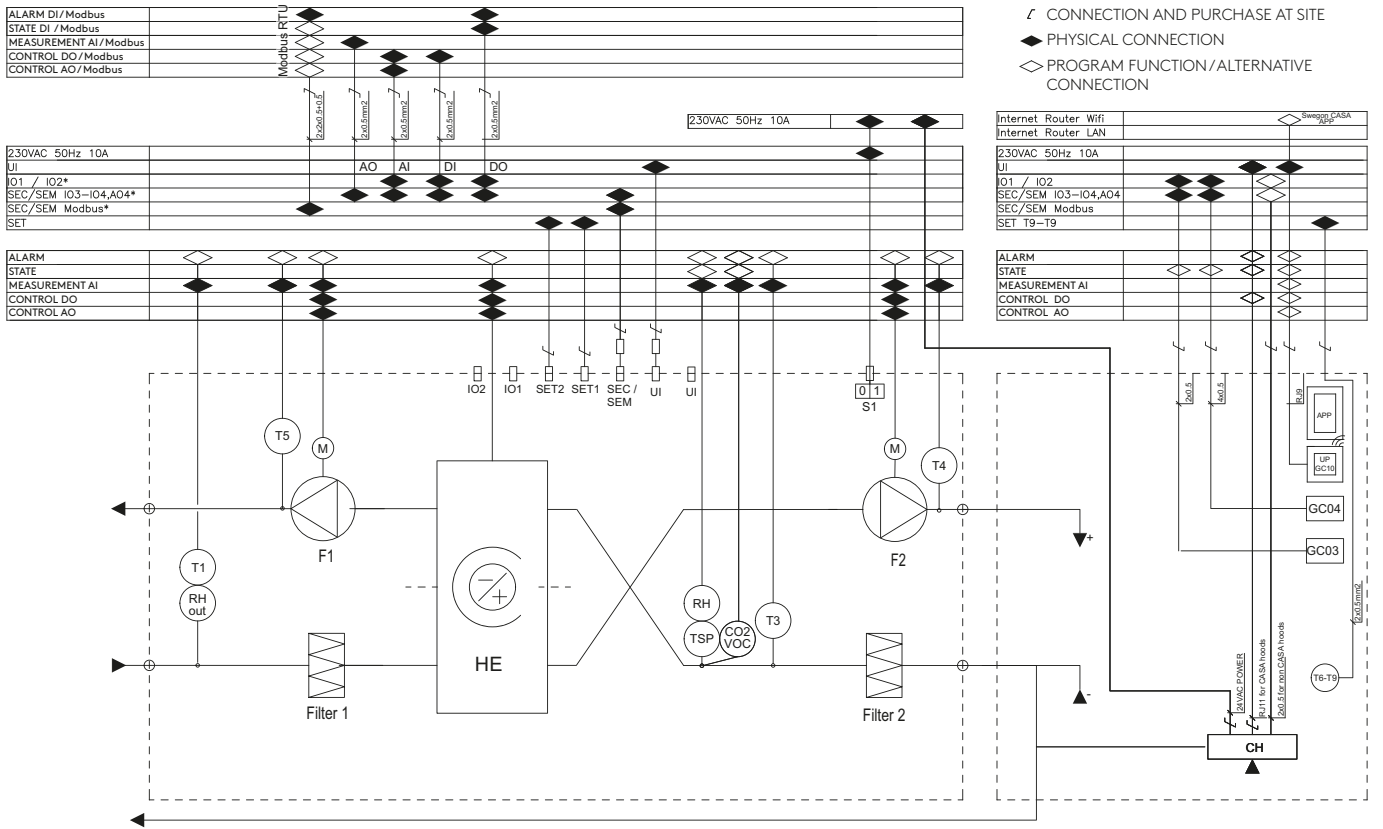 ALARM DI/Modbus
STATE DI /Modbus
MEASUREMENT AI/Modbus
CONTROL DO/Modbus
CONTROL AO/Modbus
Modbus RTU
CONNECTION AND PURCHASE AT SITE
PHYSICAL CONNECTION
PROGRAM FUNCTION/ALTERNATIVE
CONNECTION
2x2x0.5+0.5
2x0.5mm2
2x0.5mm2
2x0.5mm2
2x0.5mm2
230VAC 50Hz 10A
Internet Router Wifi
Swegon CASA
APP
Internet Router LAN
230VAC 50Hz 10A
UI
AO
AI
DI
DO
IO1 / IO2*
SEC/SEM IO3-IO4,AO4*
SEC/SEM Modbus*
SET
230VAC 50Hz 10A
UI
IO1 / IO2
SEC/SEM IO3-IO4,AO4
SEC/SEM Modbus
SET T9-T9
ALARM
STATE
MEASUREMENT AI
CONTROL DO
CONTROL AO
ALARM
STATE
MEASUREMENT AI
CONTROL DO
CONTROL AO
IO2
IO1
SET2
SET1
SEC /
SEM
UI
UI
0 1
S1
2x0.5
4x0.5
RJ9
APP
T5
M
M
T4
UP
GC10
GC04
F1
F2
GC03
T1
RH
out
RH
TSP
CO2
VOC
T3
2x0.5mm2
HE
Filter 1
Filter 2
+
-
24VAC POWER
RJ11 for CASA hoods
2x0.5 for non CASA hoods
T6-T9
CH